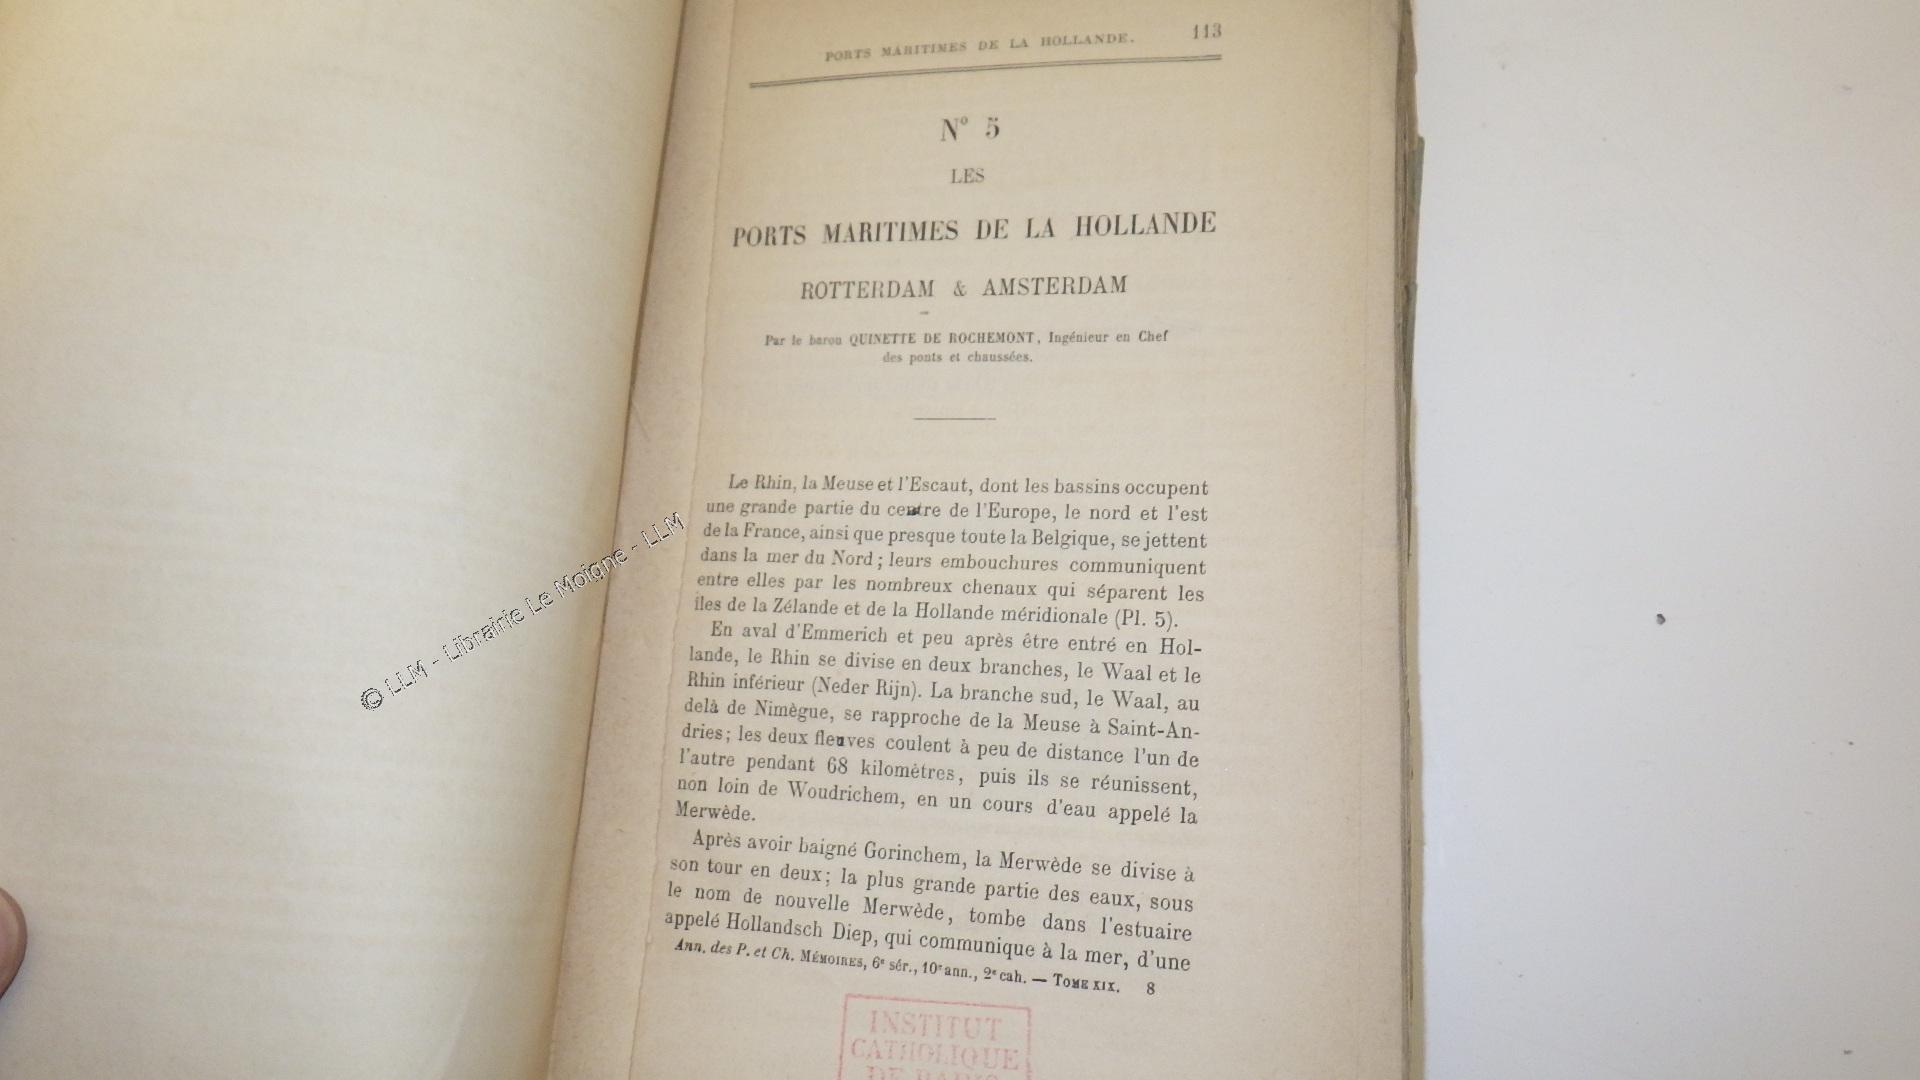 PORTS MARITIMES DE LA HOLLANDE. 113
N° 5
LES
PORTS MARITIMES DE LA HOLLANDE
ROTTERDAM & AMSTERDAM
Par le baron QUINETTE DE ROCHEMONT, Ingénieur en Chef
des ponts et chaussées.
Le Rhin, la Meuse et l'Escaut, dont les bassins occupent
une grande partie du centre de l'Europe, le nord et l'est
de la France, ainsi que presque toute la Belgique, se jettent
dans la mer du Nord ; leurs embouchures communiquent
entre elles par les nombreux chenaux qui séparent les
îles de la Zélande et de la Hollande méridionale (Pl. 5).
En aval d'Emmerich et peu après être entré en Hol-
lande, le Rhin se divise en deux branches, le Waal et le
Rhin inférieur (Neder Rijn). La branche sud, le Waal, au
delà de Nimègue, se rapproche de la Meuse à Saint-An-
dries; les deux fleuves coulent à peu de distance l'un de
l'autre pendant 68 kilomètres, puis ils se réunissent,
non loin de Woudrichem, en un cours d'eau appelé la
Merwède.
Après avoir baigné Gorinchem, la Merwède se divise à
son tour en deux; la plus grande partie des eaux, sous
le nom de nouvelle Merwède, tombe dans l'estuaire
appelé Hollandsch Diep, qui communique à la mer, d'une
Ann. des P. et Ch. MÉMOIRES, 6e sér., 10e ann., 2e cah. — TOME XIX. 8
INSTITUT
CATHOLIQUE
DE PARIS
© LLM - Librairie Le Moigne - LLM